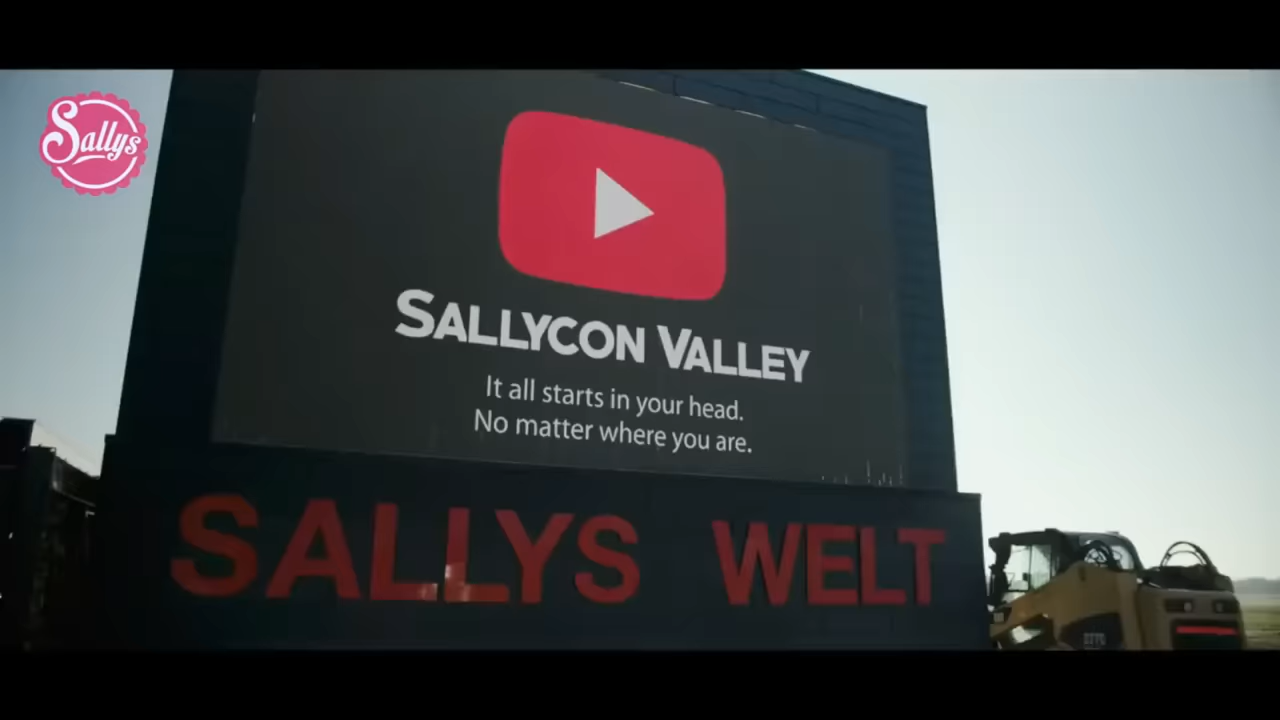 Sallys
SALLYCON VALLEY
It all starts in your head.
No matter where you are.
SALLYS WELT